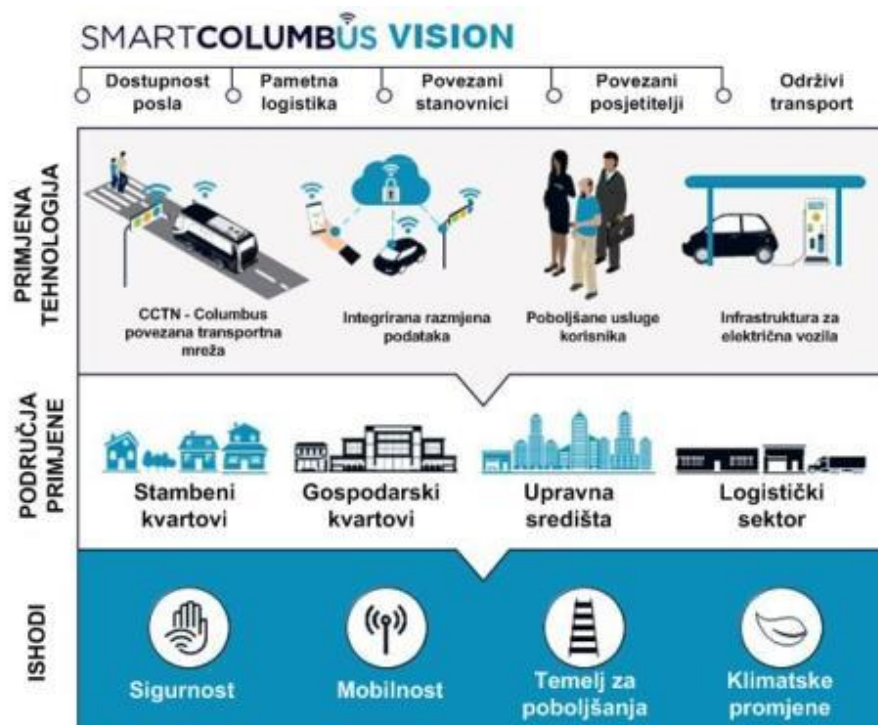 SMARTCOLUMBUS VISION
Dostupnost
posla
Pametna
logistika
Povezani
stanovnici
Povezani
posjetitelji
Održivi
transport
PRIMJENA
TEHNOLOGIJA
CCTN - Columbus
povezana transportna
mreža
Integrirana razmjena
podataka
Poboljšane usluge
korisnika
Infrastruktura za
električna vozila
PODRUČJA
PRIMJENE
Stambeni
kvartovi
Gospodarski
kvartovi
Upravna
središta
Logistički
sektor
ISHODI
Sigurnost
Mobilnost
Temelj za
poboljšanja
Klimatske
promjene